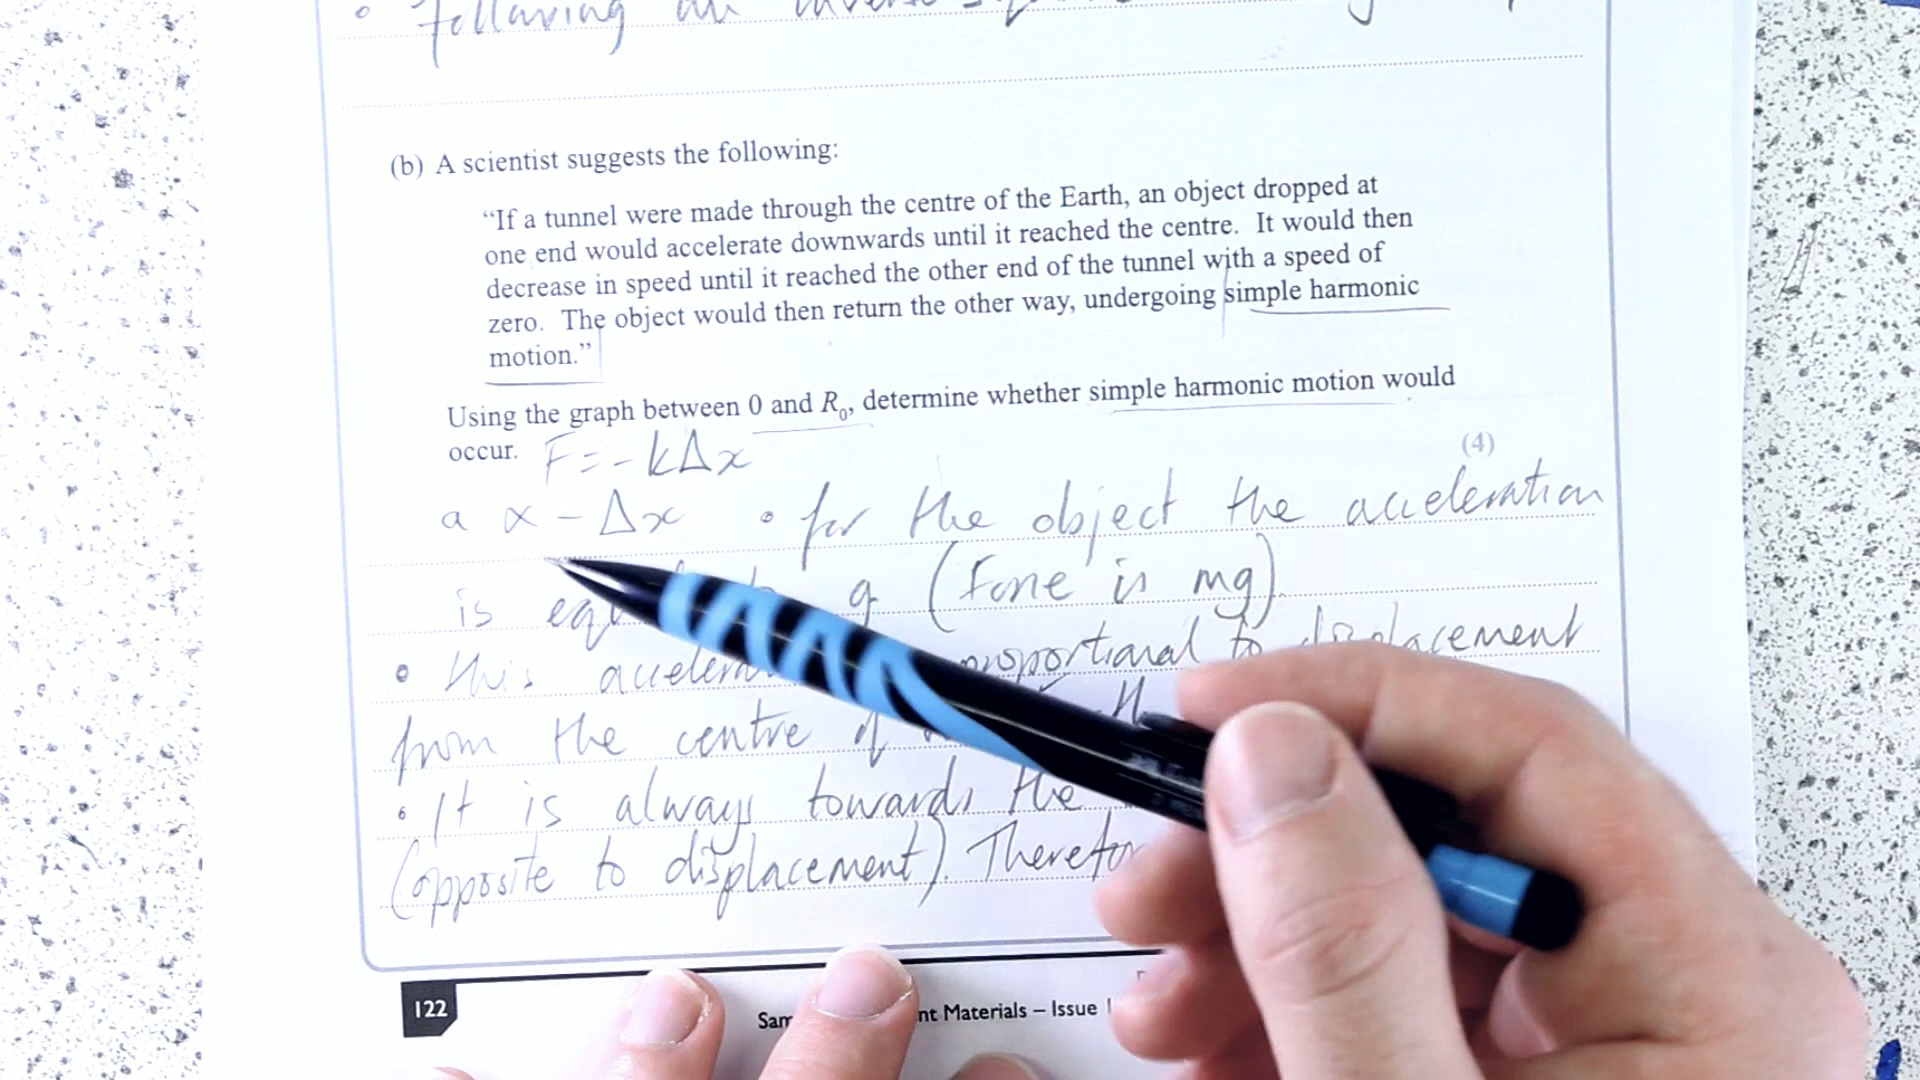 • following an inverse
(b) A scientist suggests the following:
“If a tunnel were made through the centre of the Earth, an object dropped at
one end would accelerate downwards until it reached the centre. It would then
decrease in speed until it reached the other end of the tunnel with a speed of
zero. The object would then return the other way, undergoing simple harmonic
motion.”
Using the graph between 0 and R₀, determine whether simple harmonic motion would
occur. F = -kΔx
(4)
a ∝ -Δx • for the object the acceleration
is g (Force is mg)
• this proportional to displacement
from the centre of
• It is always towards the
(opposite to displacement). Therefor
122
nt Materials – Issue 1